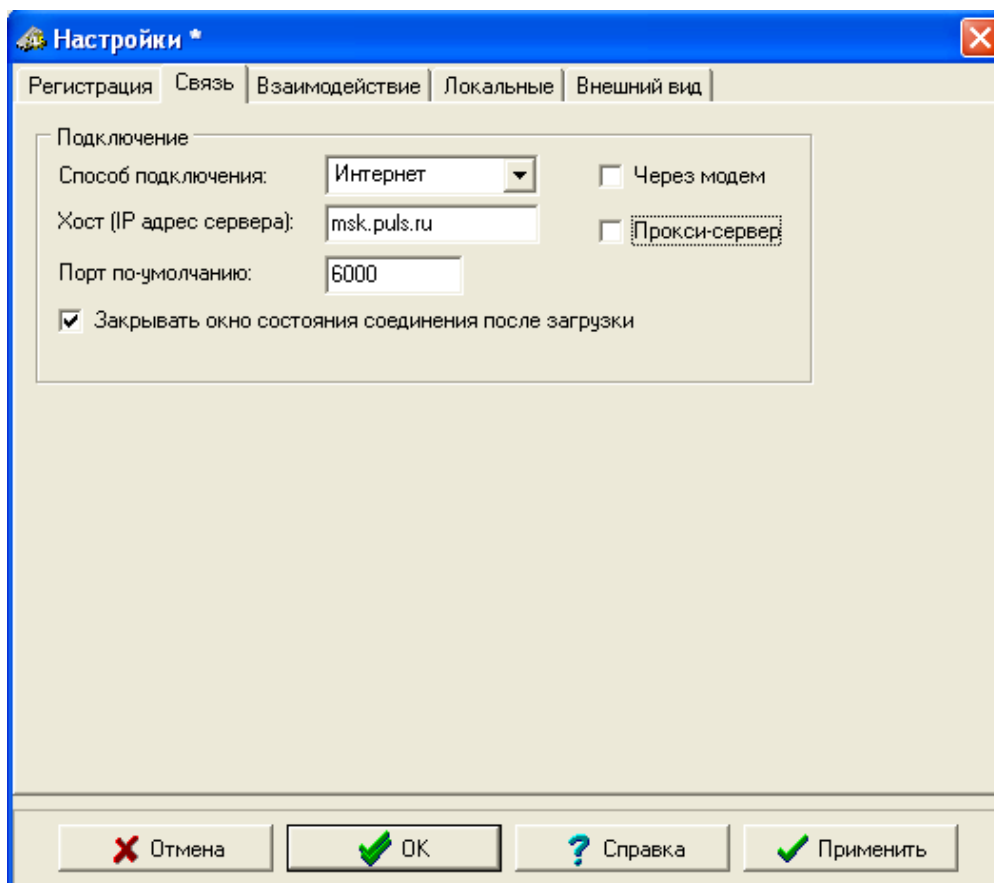 Настройки *
Регистрация Связь Взаимодействие Локальные Внешний вид
Подключение
Способ подключения: Интернет Через модем
Хост (IP адрес сервера): msk.puls.ru Прокси-сервер
Порт по-умолчанию: 6000
Закрывать окно состояния соединения после загрузки
Отмена OK Справка Применить